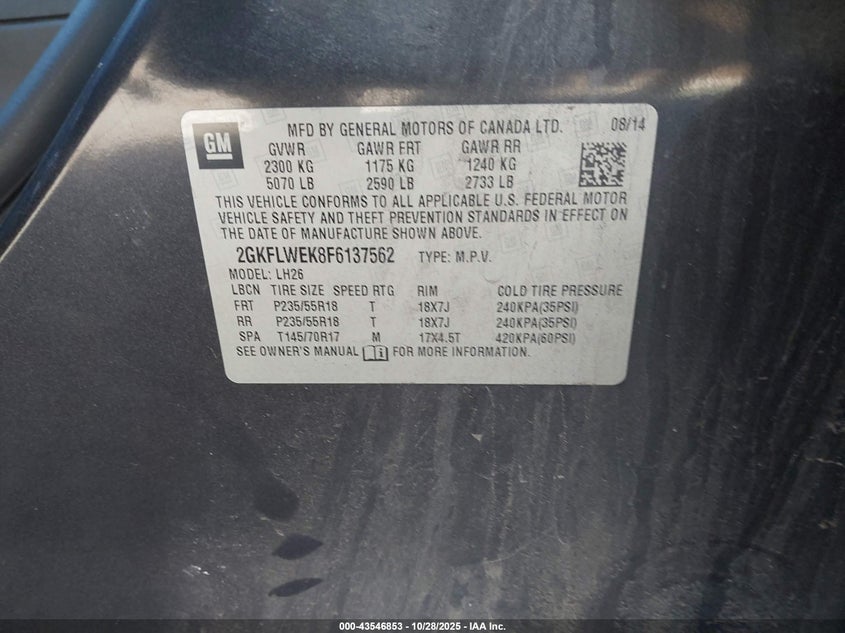 GM
MFD BY GENERAL MOTORS OF CANADA LTD. 08/14
GVWR GAWR FRT GAWR RR
2300 KG 1175 KG 1240 KG
5070 LB 2590 LB 2733 LB
THIS VEHICLE CONFORMS TO ALL APPLICABLE U.S. FEDERAL MOTOR
VEHICLE SAFETY AND THEFT PREVENTION STANDARDS IN EFFECT ON
THE DATE OF MANUFACTURE SHOWN ABOVE.
2GKFLWEK8F6137562 TYPE: M.P.V.
MODEL: LH26
LBCN TIRE SIZE SPEED RTG RIM COLD TIRE PRESSURE
FRT P235/55R18 T 18X7J 240KPA(35PSI)
RR P235/55R18 T 18X7J 240KPA(35PSI)
SPA T145/70R17 M 17X4.5T 420KPA(60PSI)
SEE OWNER'S MANUAL FOR MORE INFORMATION.
000-43546853 / 10/28/2025 - IAA Inc.